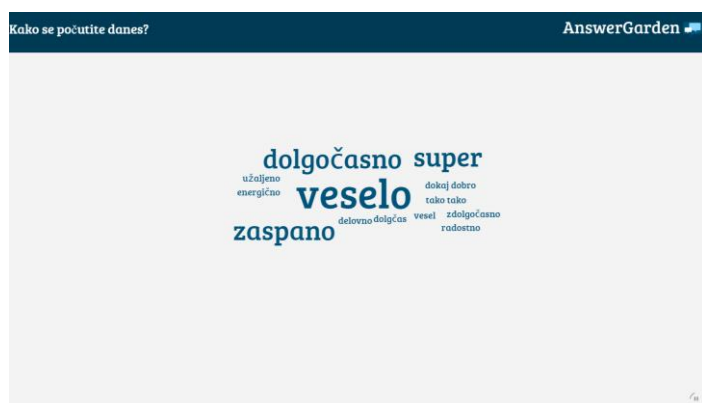 Kako se počutite danes?
AnswerGarden
dolgočasno super
užaljeno
energično
veselo
dokaj dobro
tako tako
delovno dolgčas vesel zdolgočasno
zaspano
radostno